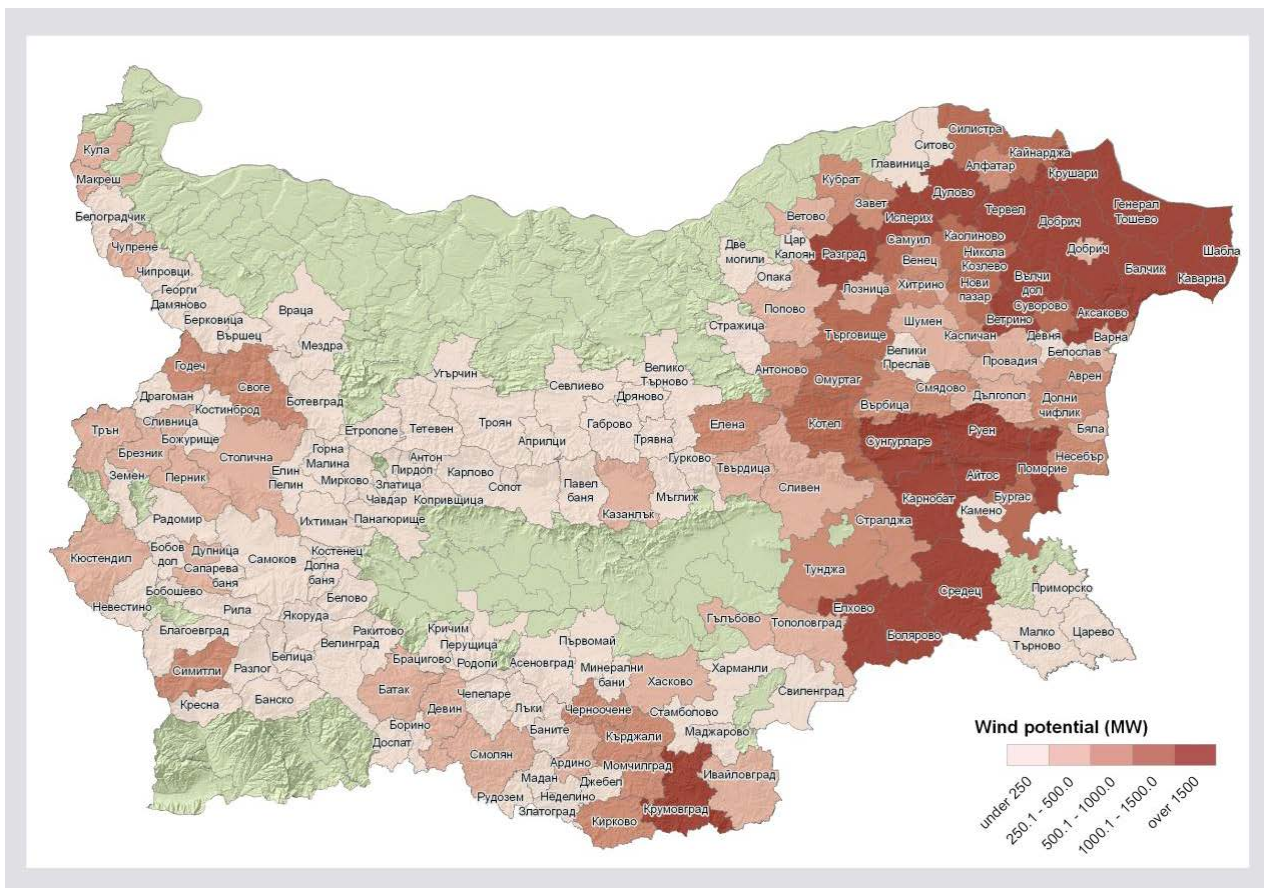 Кула
Макреш
Белоградчик
Чупрене
Чипровци
Георги
Дамяново
Берковица
Вършец
Враца
Мездра
Годеч
Своге
Драгоман
Костинброд
Ботевград
Сливница
Божурище
Трън
Брезник
Столична
Перник
Земен
Елин
Пелин
Горна
Малина
Мирково
Радомир
Ихтиман
Етрополе
Тетевен
Угърчин
Троян
Априлци
Севлиево
Габрово
Велико
Търново
Дряново
Трявна
Антон
Пирдоп
Златица
Чавдар
Копривщица
Панагюрище
Карлово
Сопот
Павел
баня
Казанлък
Мъглиж
Гурково
Елена
Твърдица
Сливен
Кюстендил
Бобов
дол
Дупница
Сапарева
баня
Бобошево
Невестино
Рила
Самоков
Костенец
Долна
баня
Белово
Якоруда
Благоевград
Симитли
Разлог
Белица
Велинград
Ракитово
Кресна
Банско
Кричим
Перущица
Брацигово
Родопи
Асеновград
Първомай
Батак
Девин
Борино
Доспат
Чепеларе
Лъки
Баните
Смолян
Мадан
Рудозем
Неделино
Златоград
Ардино
Джебел
Минерални
бани
Черноочене
Кърджали
Момчилград
Кирково
Крумовград
Хасково
Стамболово
Маджарово
Ивайловград
Харманли
Свиленград
Гълъбово
Тополовград
Тунджа
Стралджа
Елхово
Болярово
Средец
Малко
Търново
Царево
Приморско
Силистра
Ситово
Главиница
Кайнарджа
Алфатар
Крушари
Кубрат
Завет
Дулово
Ветово
Исперих
Тервел
Добрич
Генерал
Тошево
Цар
Калоян
Разград
Самуил
Каолиново
Добрич
Шабла
Две
могили
Опака
Венец
Никола
Козлево
Балчик
Каварна
Лозница
Хитрино
Нови
пазар
Вълчи
дол
Суворово
Аксаково
Попово
Стражица
Шумен
Ветрино
Търговище
Каспичан
Девня
Варна
Белослав
Велики
Преслав
Провадия
Антоново
Омуртаг
Смядово
Дългопол
Аврен
Върбица
Долни
чифлик
Котел
Бяла
Сунгурларе
Руен
Несебър
Айтос
Поморие
Карнобат
Бургас
Камено
Wind potential (MW)
under 250
250.1 - 500.0
500.1 - 1000.0
1000.1 - 1500.0
over 1500